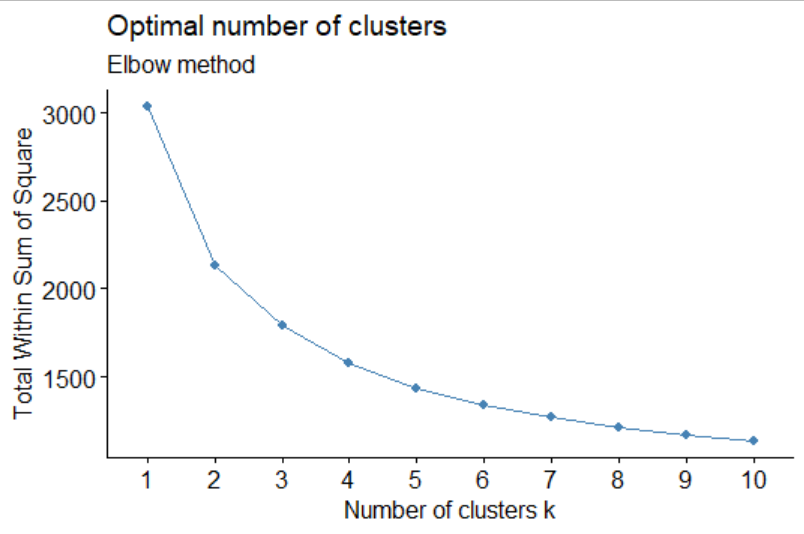 Optimal number of clusters
Elbow method
Total Within Sum of Square
3000
2500
2000
1500
1 2 3 4 5 6 7 8 9 10
Number of clusters k